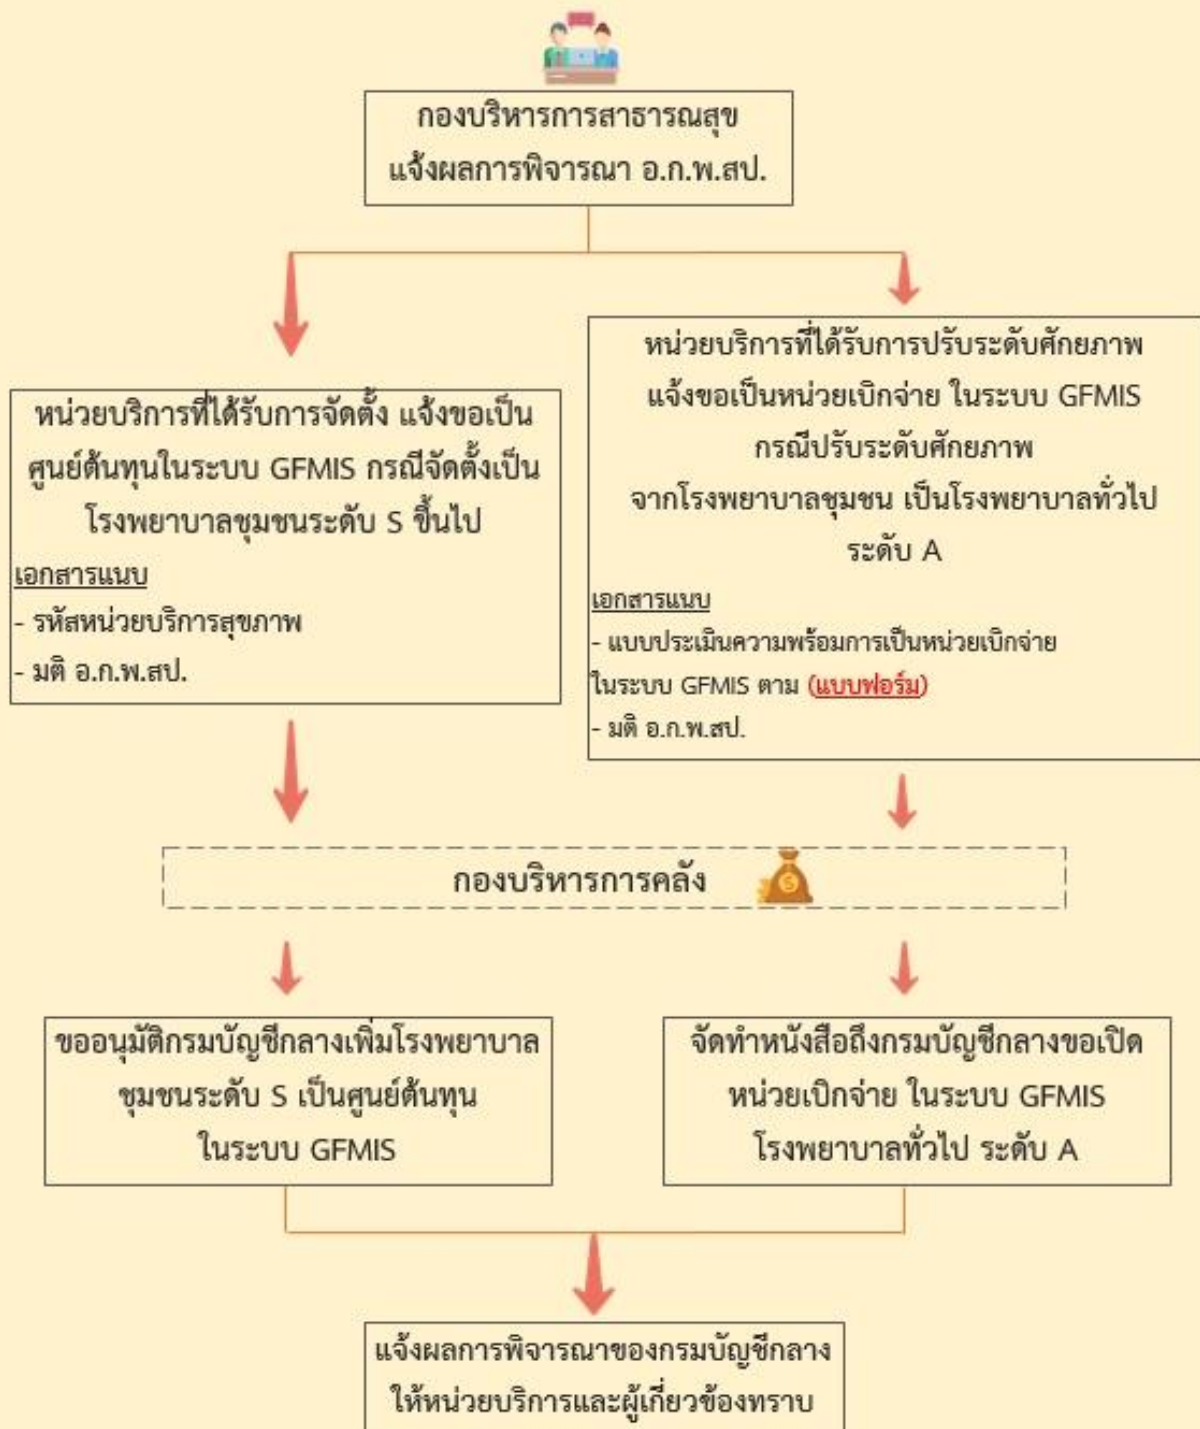 กองบริหารการสาธารณสุข
แจ้งผลการพิจารณา อ.ก.พ.สป.
หน่วยบริการที่ได้รับการจัดตั้ง แจ้งขอเป็น
ศูนย์ต้นทุนในระบบ GFMIS กรณีจัดตั้งเป็น
โรงพยาบาลชุมชนระดับ S ขึ้นไป
เอกสารแนบ
- รหัสหน่วยบริการสุขภาพ
- มติ อ.ก.พ.สป.
หน่วยบริการที่ได้รับการปรับระดับศักยภาพ
แจ้งขอเป็นหน่วยเบิกจ่าย ในระบบ GFMIS
กรณีปรับระดับศักยภาพ
จากโรงพยาบาลชุมชน เป็นโรงพยาบาลทั่วไป
ระดับ A
เอกสารแนบ
- แบบประเมินความพร้อมการเป็นหน่วยเบิกจ่าย
ในระบบ GFMIS ตาม (แบบฟอร์ม)
- มติ อ.ก.พ.สป.
กองบริหารการคลัง
ขออนุมัติกรมบัญชีกลางเพิ่มโรงพยาบาล
ชุมชนระดับ S เป็นศูนย์ต้นทุน
ในระบบ GFMIS
จัดทำหนังสือถึงกรมบัญชีกลางขอเปิด
หน่วยเบิกจ่าย ในระบบ GFMIS
โรงพยาบาลทั่วไป ระดับ A
แจ้งผลการพิจารณาของกรมบัญชีกลาง
ให้หน่วยบริการและผู้เกี่ยวข้องทราบ